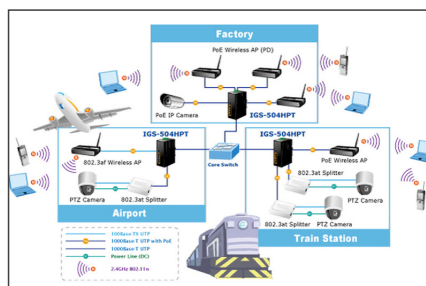 Factory
PoE Wireless AP (PD)
PoE IP Camera
IGS-504HPT
IGS-504HPT
802.3af Wireless AP
PTZ Camera
802.3at Splitter
Airport
Core Switch
IGS-504HPT
PoE Wireless AP
802.3at Splitter
PTZ Camera
802.3at Splitter
PTZ Camera
Train Station
100Base TX UTP
1000Base T UTP with PoE
1000Base T UTP
Power Line (DC)
2.4GHz 802.11n